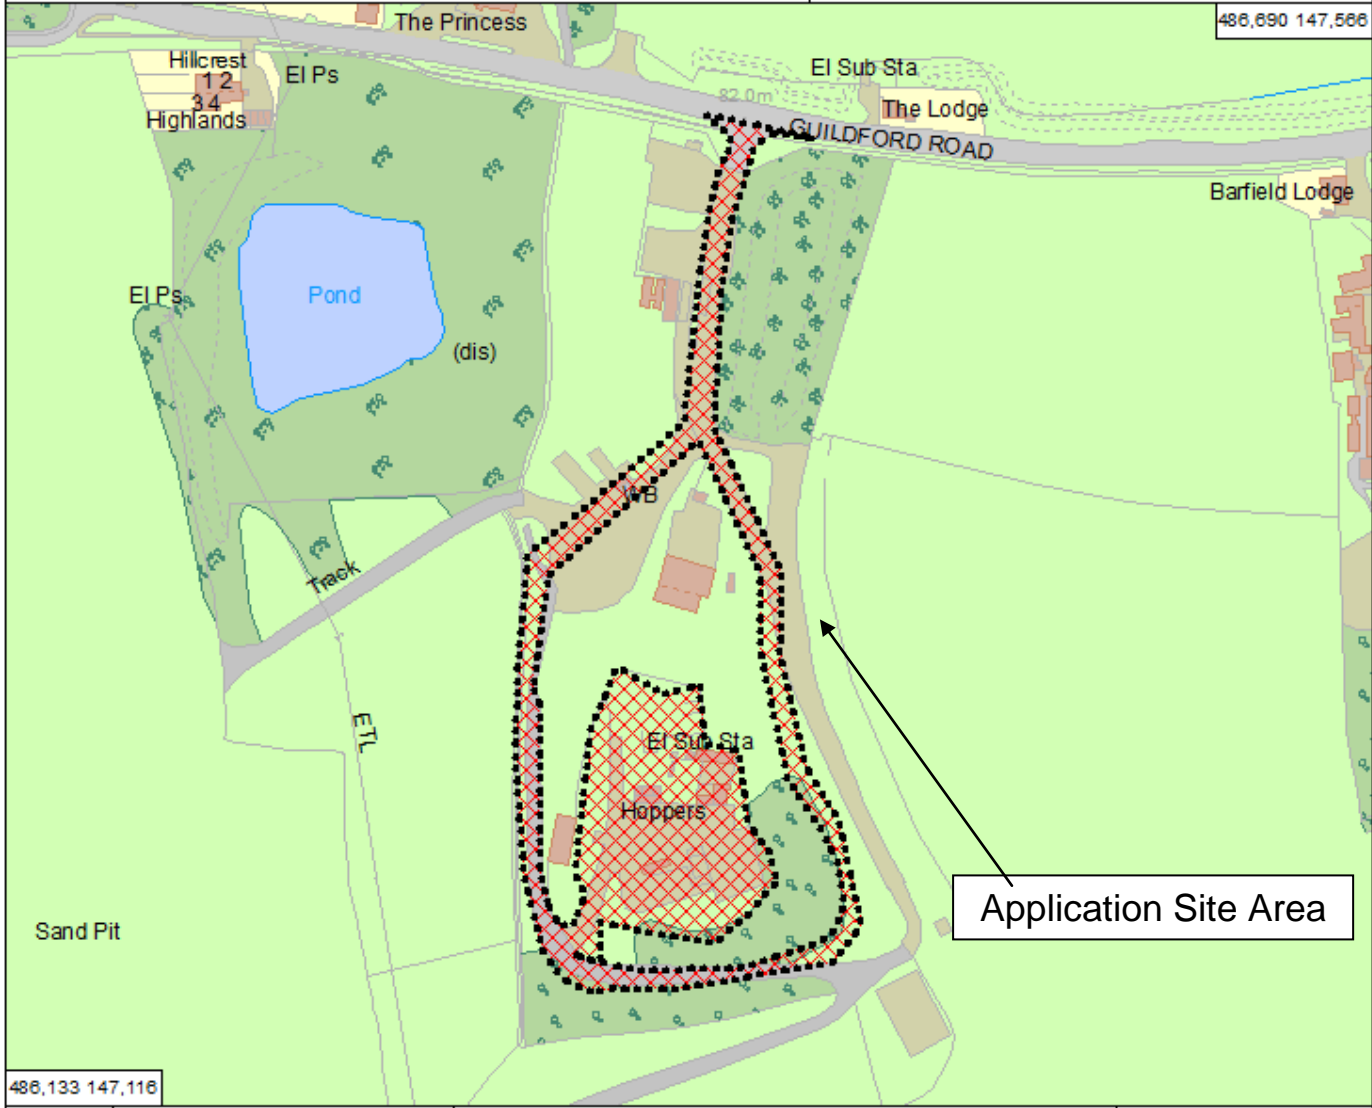 The Princess
486,690 147,566
Hillcrest
El Ps
El Sub Sta
1 2
82.0m
3 4
The Lodge
Highlands
GUILDFORD ROAD
Barfield Lodge
El Ps
Pond
(dis)
WB
Track
ETL
El Sub Sta
Hoppers
Application Site Area
Sand Pit
486,133 147,116